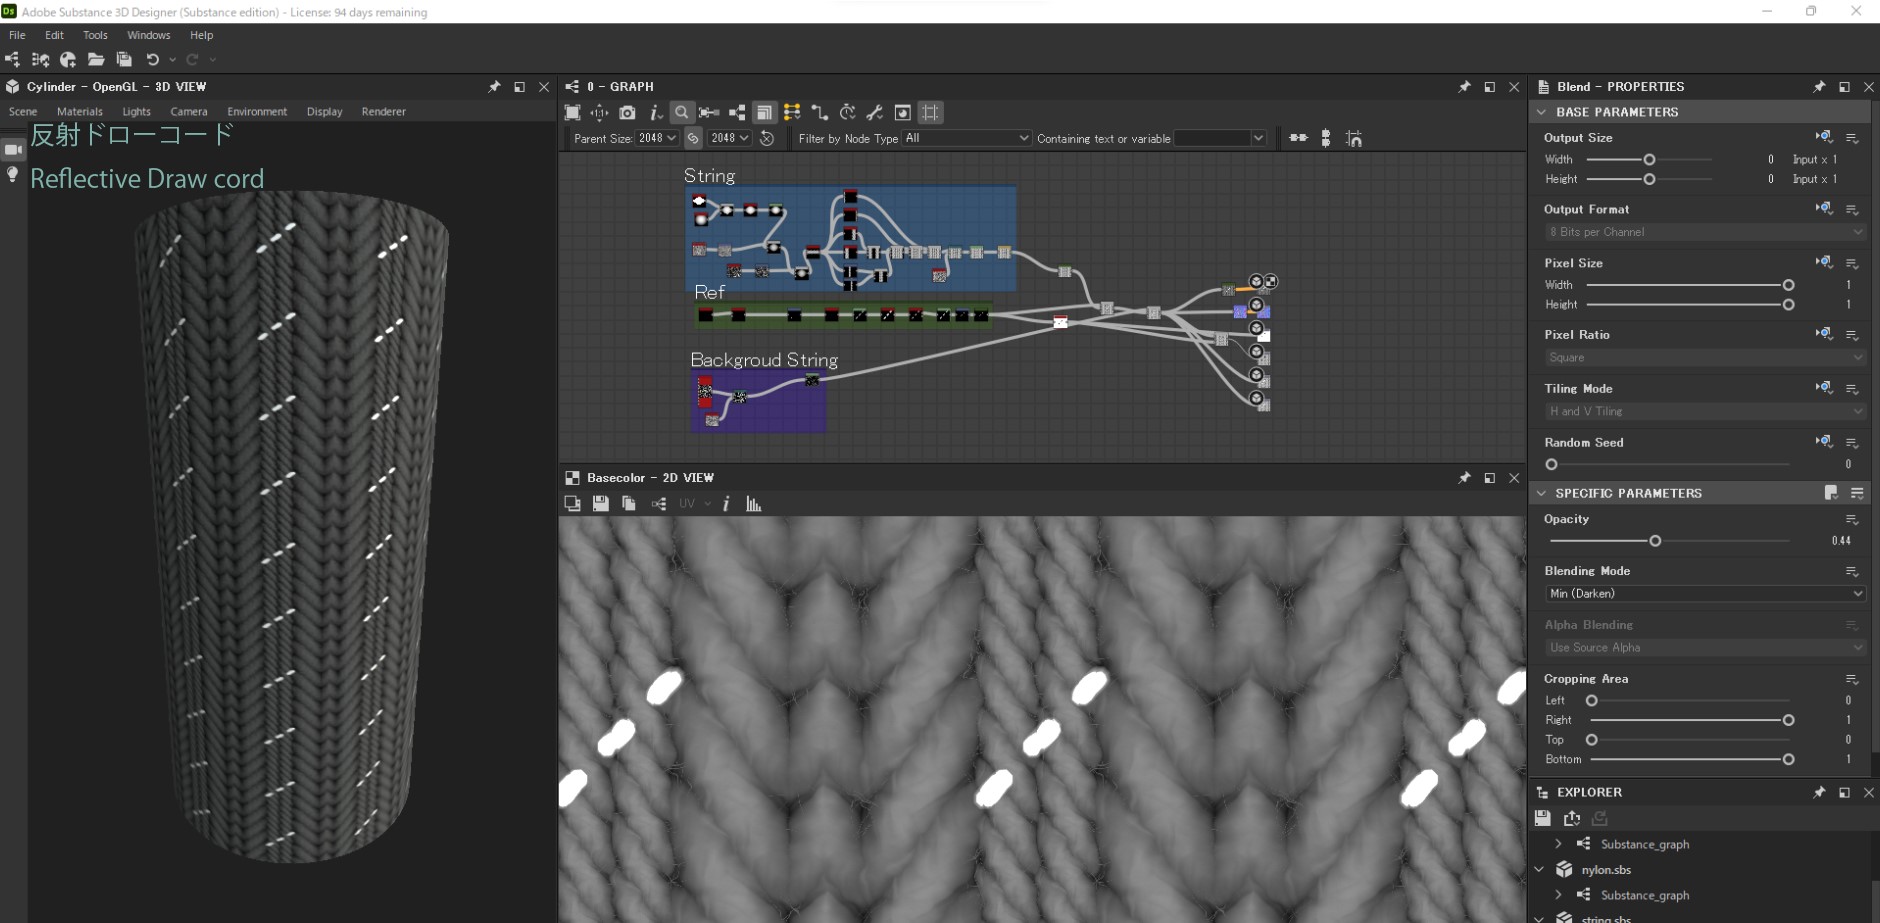 Ds Adobe Substance 3D Designer (Substance edition) - License: 94 days remaining
File Edit Tools Windows Help
Cylinder - OpenGL - 3D VIEW
Scene Materials Lights Camera Environment Display Renderer
反射ドローコード
Reflective Draw cord
0 - GRAPH
Parent Size: 2048 2048 Filter by Node Type All Containing text or variable
String
Ref
Backgroud String
Basecolor - 2D VIEW
UV
Blend - PROPERTIES
BASE PARAMETERS
Output Size
Width 0 Input x 1
Height 0 Input x 1
Output Format
8 Bits per Channel
Pixel Size
Width 1
Height 1
Pixel Ratio
Square
Tiling Mode
H and V Tiling
Random Seed
0
SPECIFIC PARAMETERS
Opacity
0.44
Blending Mode
Min (Darken)
Alpha Blending
Use Source Alpha
Cropping Area
Left 0
Right 1
Top 0
Bottom 1
EXPLORER
Substance_graph
nylon.sbs
Substance_graph
string.sbs